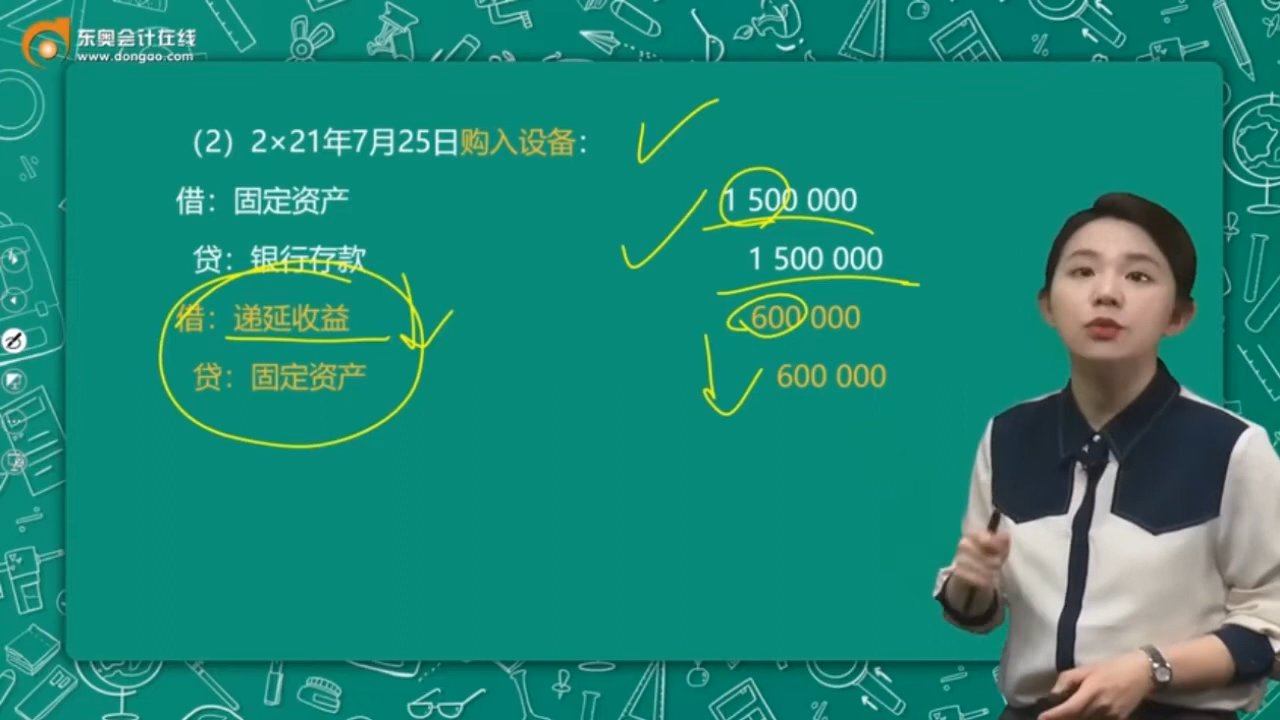 东奥会计在线
www.dongao.com
（2）2×21年7月25日购入设备：
借：固定资产 1 500 000
贷：银行存款 1 500 000
借：递延收益 600 000
贷：固定资产 600 000